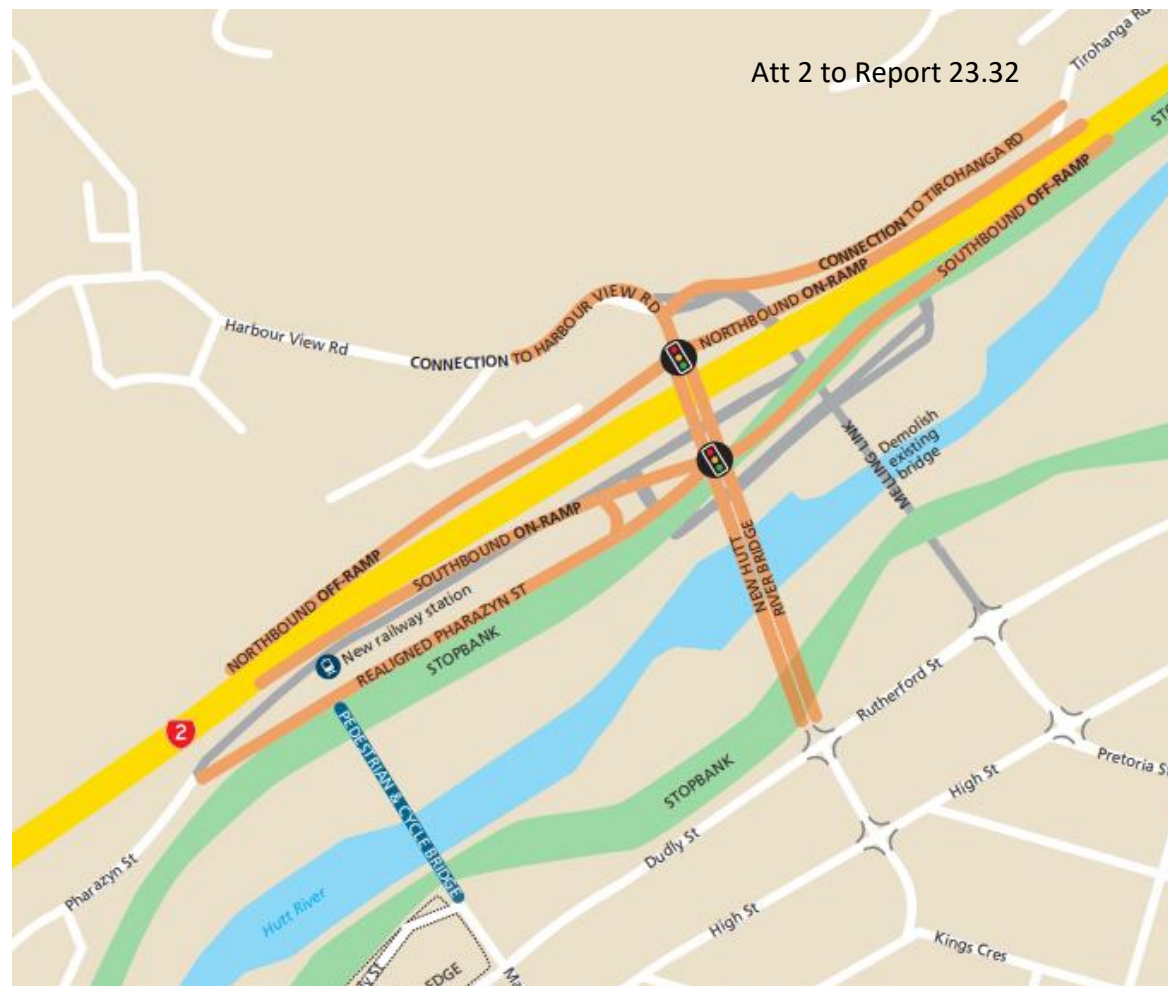 Att 2 to Report 23.32
Tirohanga Rd
CONNECTION TO TIROHANGA RD
NORTHBOUND ON-RAMP
SOUTHBOUND OFF-RAMP
CONNECTION TO HARBOUR VIEW RD
Harbour View Rd
MELLING LINK
Demolish
existing
bridge
NORTHBOUND OFF-RAMP
SOUTHBOUND ON-RAMP
New railway station
REALIGNED PHARAZYN ST
STOPBANK
NEW HUTT
RIVER BRIDGE
2
PEDESTRIAN & CYCLE BRIDGE
Rutherford St
Pretoria St
High St
STOPBANK
Dudly St
Pharazyn St
Hutt River
High St
Kings Cres